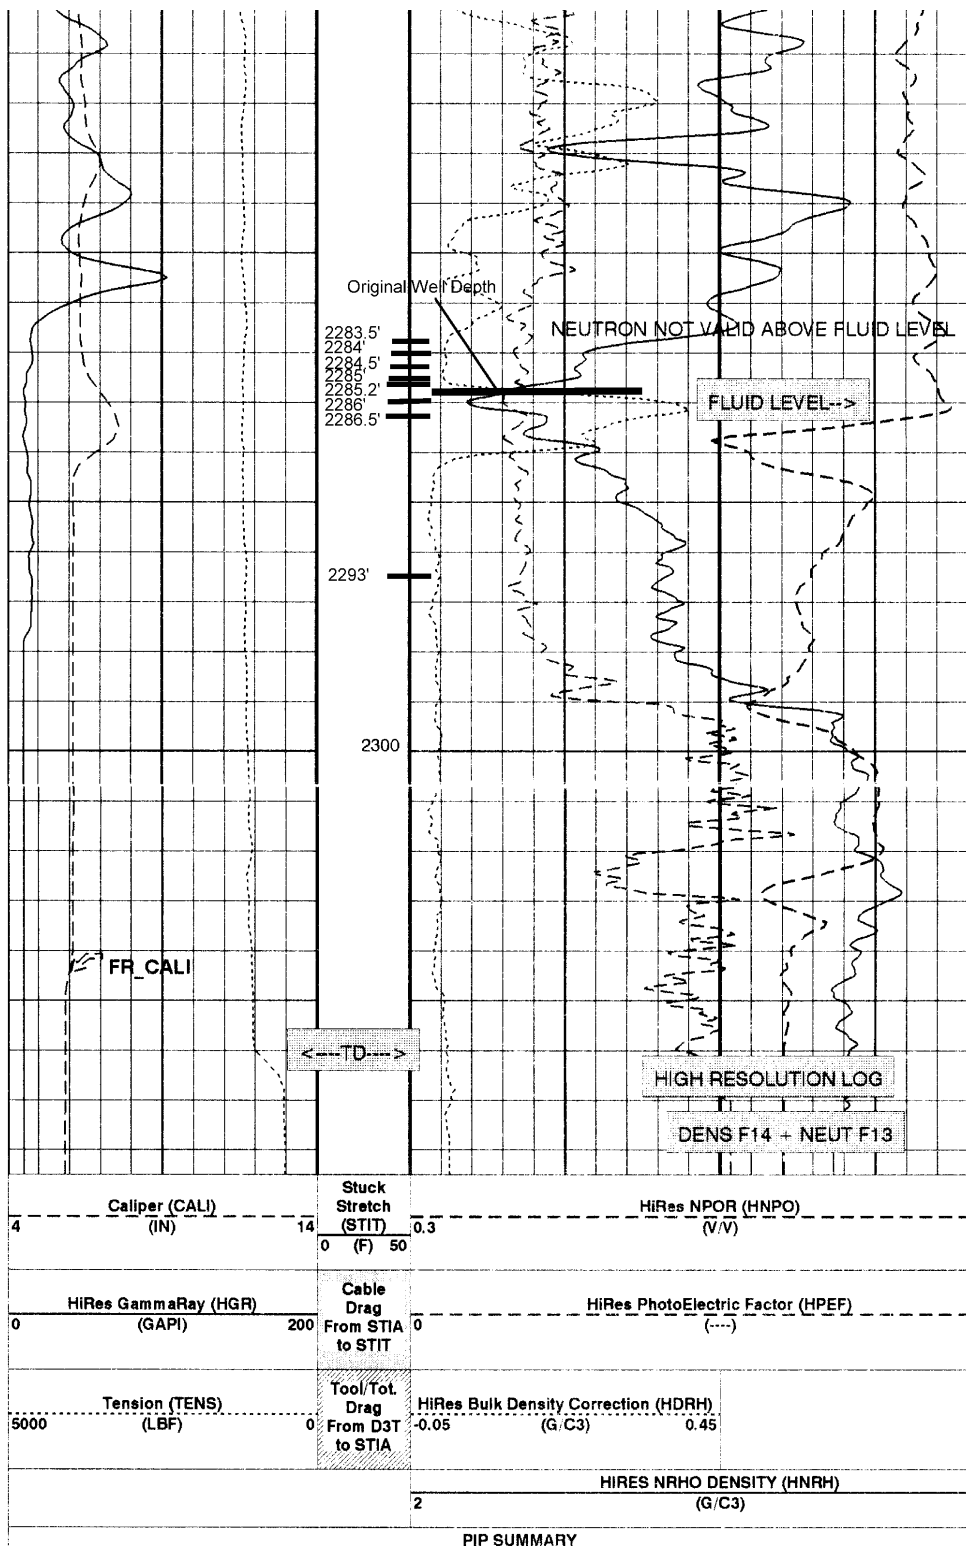 Original Well Depth
2283.5'
2284'
2284.5'
2285'
2285.2'
2286'
2286.5'
NEUTRON NOT VALID ABOVE FLUID LEVEL
FLUID LEVEL-->
2293'
2300
FR_CALI
<----TD---->
HIGH RESOLUTION LOG
DENS F14 + NEUT F13
Caliper (CALI)
4 (IN) 14
Stuck
Stretch
(STIT)
0 (F) 50
HiRes NPOR (HNPO)
0.3 (V/V)
HiRes GammaRay (HGR)
0 (GAPI) 200
Cable
Drag
From STIA
to STIT
HiRes PhotoElectric Factor (HPEF)
0 (----)
Tension (TENS)
5000 (LBF) 0
Tool/Tot.
Drag
From D3T
to STIA
HiRes Bulk Density Correction (HDRH)
-0.05 (G/C3) 0.45
HIRES NRHO DENSITY (HNRH)
2 (G/C3)
PIP SUMMARY